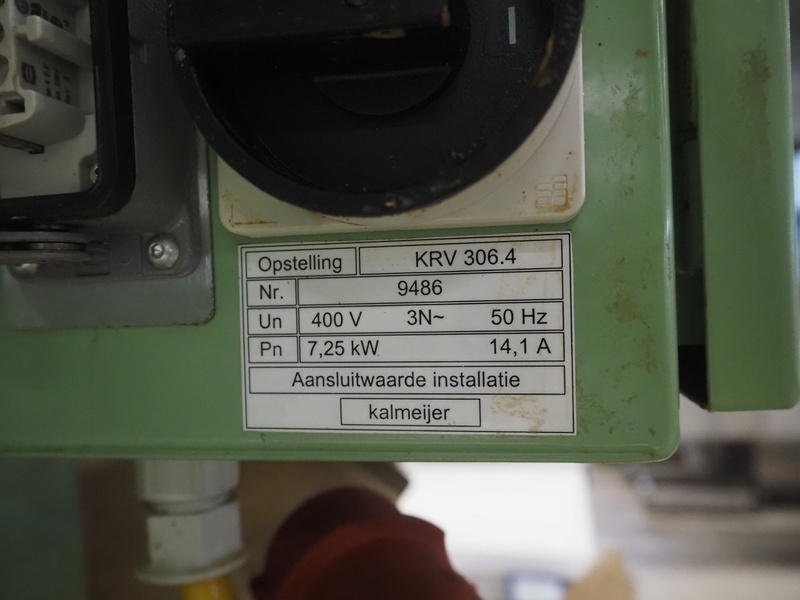 Opstelling KRV 306.4
Nr. 9486
Un 400 V 3N~ 50 Hz
Pn 7,25 kW 14,1 A
Aansluitwaarde installatie
kalmeijer